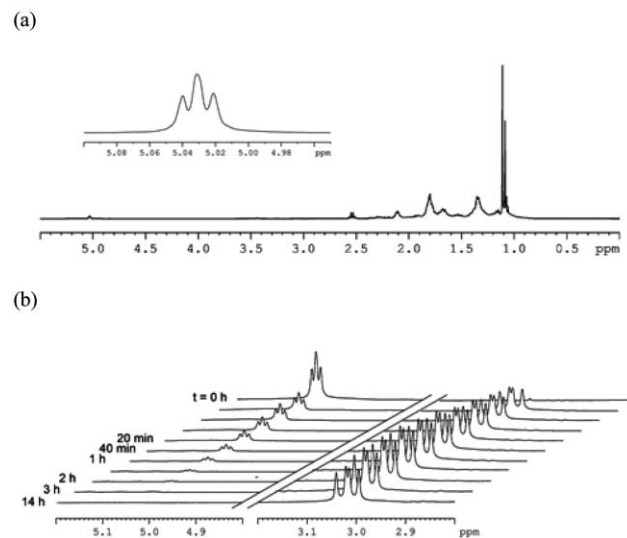 (a)
5.08 5.06 5.04 5.02 5.00 4.98 ppm
5.0 4.5 4.0 3.5 3.0 2.5 2.0 1.5 1.0 0.5 ppm
(b)
t = 0 h
20 min
40 min
1 h
2 h
3 h
14 h
5.1 5.0 4.9 3.1 3.0 2.9 ppm